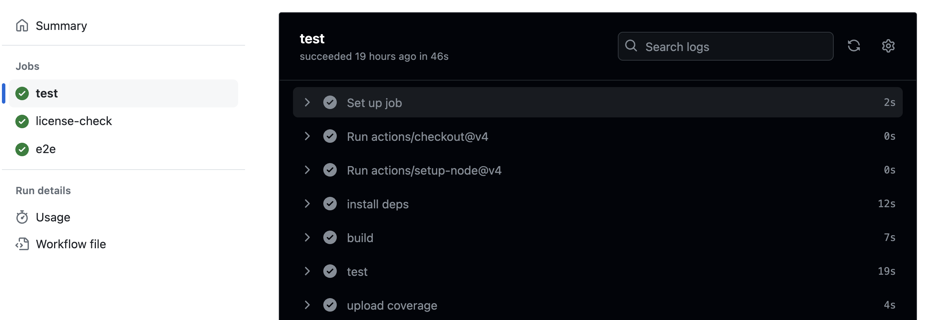 Summary
Jobs
test
license-check
e2e
Run details
Usage
Workflow file
test
succeeded 19 hours ago in 46s
Search logs
Set up job 2s
Run actions/checkout@v4 0s
Run actions/setup-node@v4 0s
install deps 12s
build 7s
test 19s
upload coverage 4s